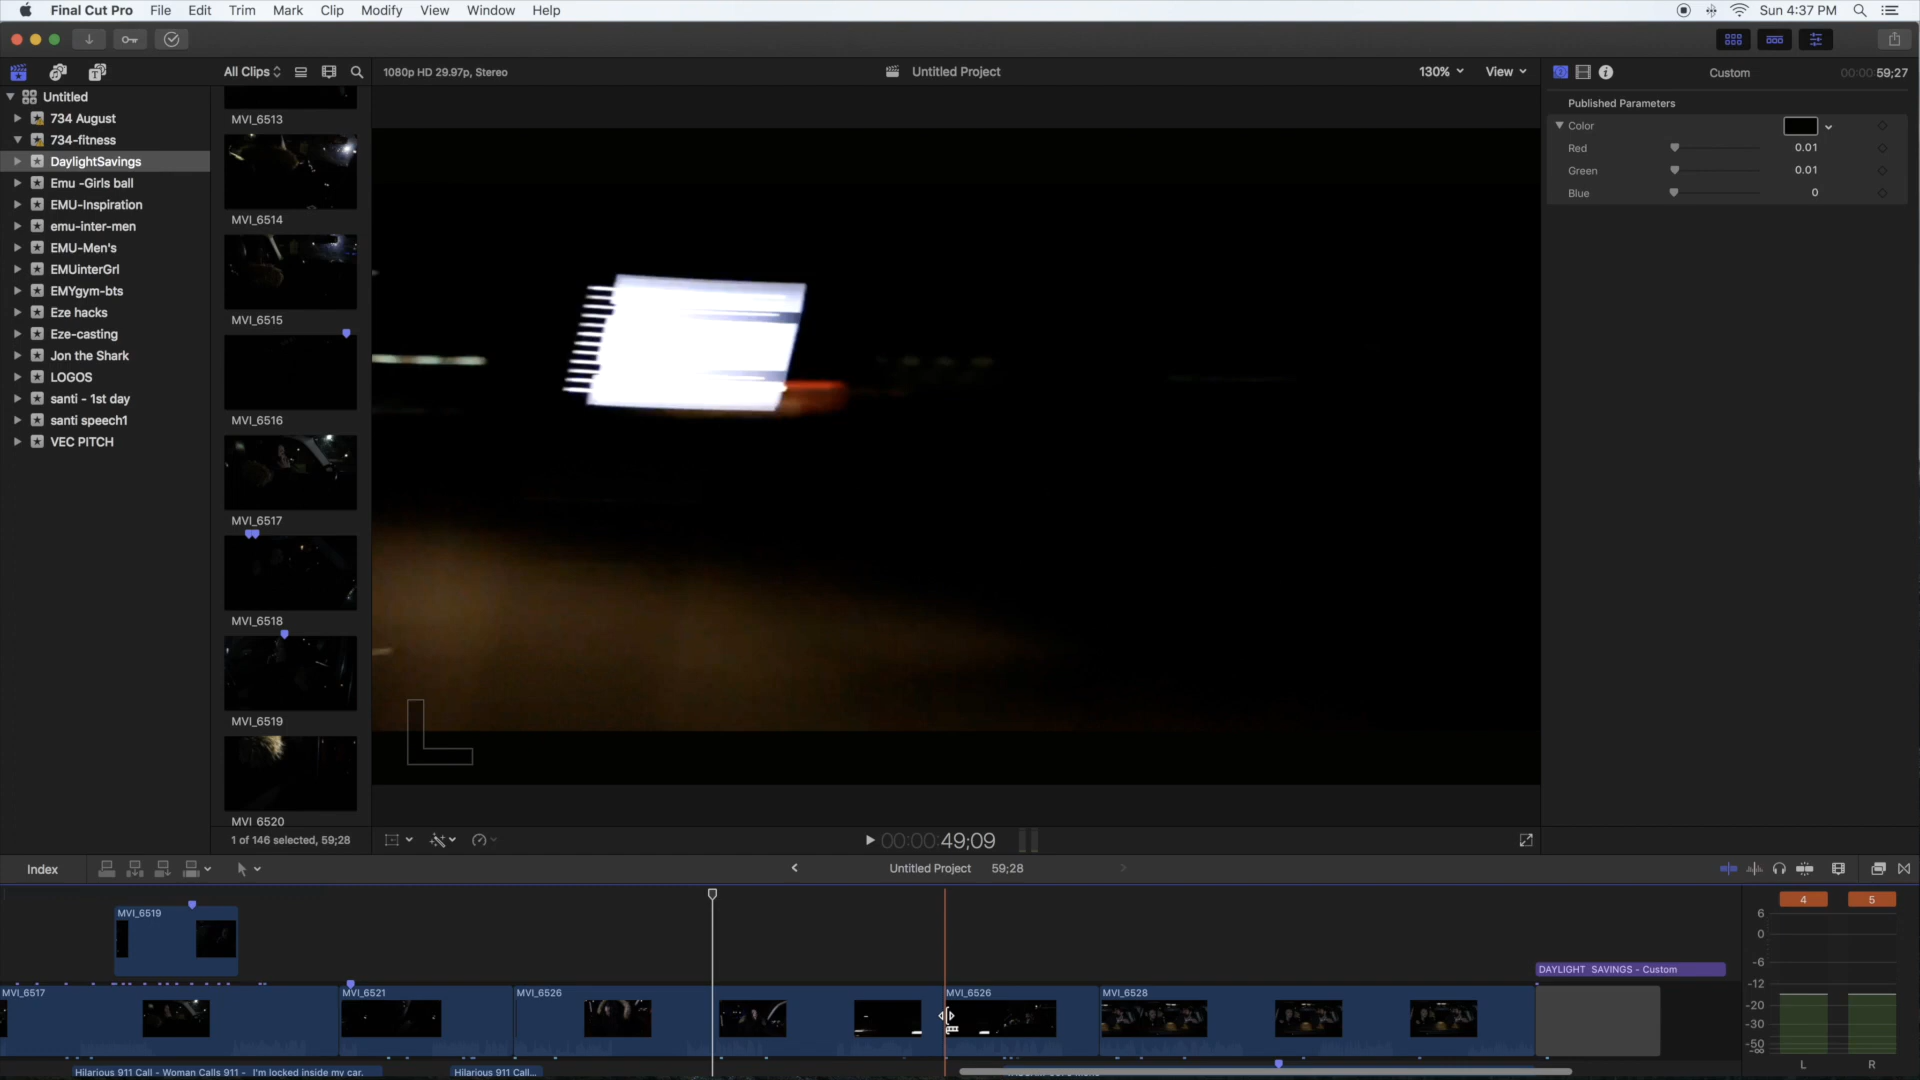 Final Cut Pro File Edit Trim Mark Clip Modify View Window Help Sun 4:37 PM
All Clips 1080p HD 29.97p, Stereo Untitled Project 130% View Custom 00:00:59;27
Untitled
734 August
734-fitness
DaylightSavings
Emu -Girls ball
EMU-Inspiration
emu-inter-men
EMU-Men's
EMUinterGrl
EMYgym-bts
Eze hacks
Eze-casting
Jon the Shark
LOGOS
santi - 1st day
santi speech1
VEC PITCH
MVI_6513
MVI_6514
MVI_6515
MVI_6516
MVI_6517
MVI_6518
MVI_6519
MVI_6520
1 of 146 selected, 59;28
Published Parameters
Color
Red 0.01
Green 0.01
Blue 0
00:00:49;09
Index Untitled Project 59;28
MVI_6519
DAYLIGHT SAVINGS - Custom
MVI_6517 MVI_6521 MVI_6526 MVI_6526 MVI_6528
Hilarious 911 Call - Woman Calls 911 - I'm locked inside my car. Hilarious 911 Call...
4 5
6
0
-6
-12
-20
-30
-50
-∞
L R